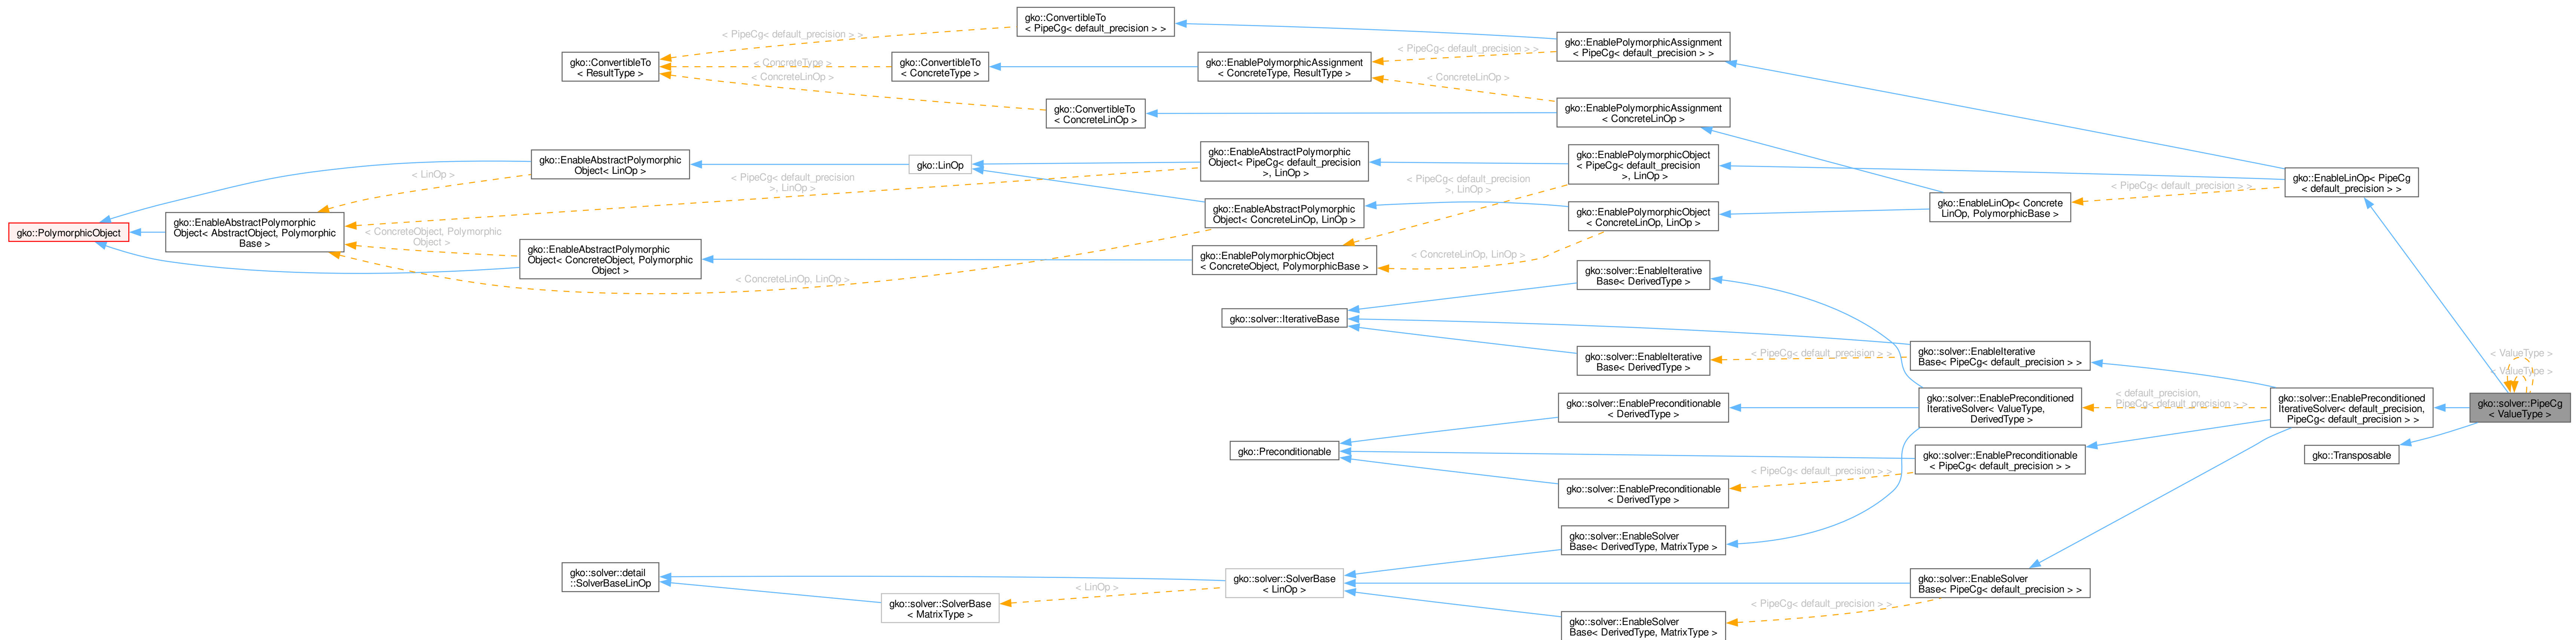 gko::ConvertibleTo
< PipeCg< default_precision > >
< PipeCg< default_precision > >
gko::EnablePolymorphicAssignment
< PipeCg< default_precision > >
< PipeCg< default_precision > >
gko::ConvertibleTo
< ResultType >
< ConcreteType >
gko::ConvertibleTo
< ConcreteType >
gko::EnablePolymorphicAssignment
< ConcreteType, ResultType >
< ConcreteLinOp >
< ConcreteLinOp >
gko::ConvertibleTo
< ConcreteLinOp >
gko::EnablePolymorphicAssignment
< ConcreteLinOp >
gko::EnableAbstractPolymorphic
Object< LinOp >
gko::LinOp
gko::EnableAbstractPolymorphic
Object< PipeCg< default_precision
>, LinOp >
gko::EnablePolymorphicObject
< PipeCg< default_precision
>, LinOp >
< LinOp >
< PipeCg< default_precision
>, LinOp >
< PipeCg< default_precision
>, LinOp >
gko::EnableLinOp< PipeCg
< default_precision > >
< PipeCg< default_precision > >
gko::EnableLinOp< Concrete
LinOp, PolymorphicBase >
gko::EnableAbstractPolymorphic
Object< ConcreteLinOp, LinOp >
gko::EnablePolymorphicObject
< ConcreteLinOp, LinOp >
gko::PolymorphicObject
gko::EnableAbstractPolymorphic
Object< AbstractObject, Polymorphic
Base >
< ConcreteObject, Polymorphic
Object >
gko::EnableAbstractPolymorphic
Object< ConcreteObject, Polymorphic
Object >
gko::EnablePolymorphicObject
< ConcreteObject, PolymorphicBase >
< ConcreteLinOp, LinOp >
< ConcreteLinOp, LinOp >
gko::solver::EnableIterative
Base< DerivedType >
gko::solver::IterativeBase
gko::solver::EnableIterative
Base< DerivedType >
< PipeCg< default_precision > >
gko::solver::EnableIterative
Base< PipeCg< default_precision > >
< ValueType >
< ValueType >
gko::solver::EnablePreconditionable
< DerivedType >
gko::solver::EnablePreconditioned
IterativeSolver< ValueType,
DerivedType >
< default_precision,
PipeCg< default_precision > >
gko::solver::EnablePreconditioned
IterativeSolver< default_precision,
PipeCg< default_precision > >
gko::solver::PipeCg
< ValueType >
gko::Preconditionable
gko::solver::EnablePreconditionable
< PipeCg< default_precision > >
gko::Transposable
< PipeCg< default_precision > >
gko::solver::EnablePreconditionable
< DerivedType >
gko::solver::EnableSolver
Base< DerivedType, MatrixType >
gko::solver::detail
::SolverBaseLinOp
gko::solver::SolverBase
< LinOp >
gko::solver::EnableSolver
Base< PipeCg< default_precision > >
< LinOp >
gko::solver::SolverBase
< MatrixType >
< PipeCg< default_precision > >
gko::solver::EnableSolver
Base< DerivedType, MatrixType >